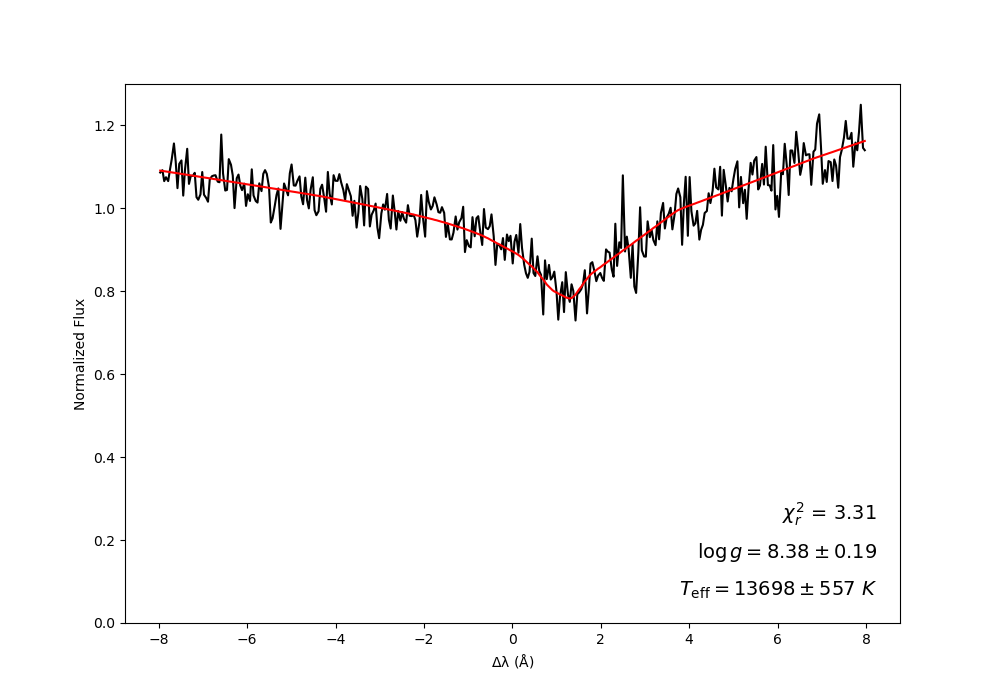 1.2
1.0
0.8
0.6
0.4
0.2
0.0
Normalized Flux
χ²ᵣ = 3.31
log g = 8.38 ± 0.19
T_eff = 13698 ± 557 K
−8 −6 −4 −2 0 2 4 6 8
Δλ (Å)